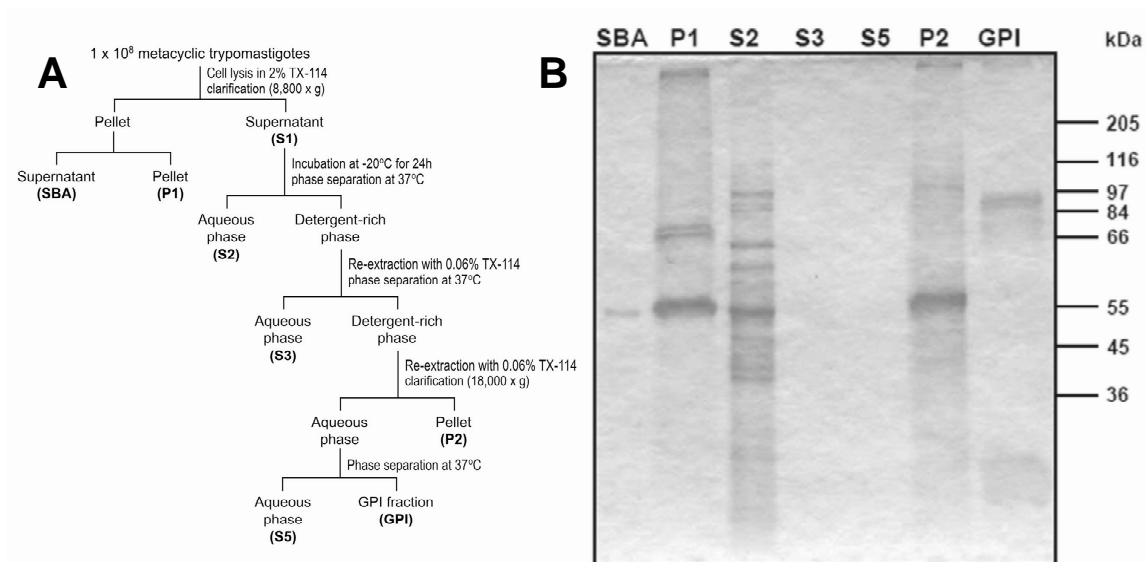 A
1 x 10⁸ metacyclic trypomastigotes
Cell lysis in 2% TX-114
clarification (8,800 x g)
Pellet
Supernatant
(S1)
Supernatant
(SBA)
Pellet
(P1)
Incubation at -20ºC for 24h
phase separation at 37ºC
Aqueous
phase
(S2)
Detergent-rich
phase
Re-extraction with 0.06% TX-114
phase separation at 37ºC
Aqueous
phase
(S3)
Detergent-rich
phase
Re-extraction with 0.06% TX-114
clarification (18,000 x g)
Aqueous
phase
Pellet
(P2)
Phase separation at 37ºC
Aqueous
phase
(S5)
GPI fraction
(GPI)
B
SBA P1 S2 S3 S5 P2 GPI kDa
205
116
97
84
66
55
45
36